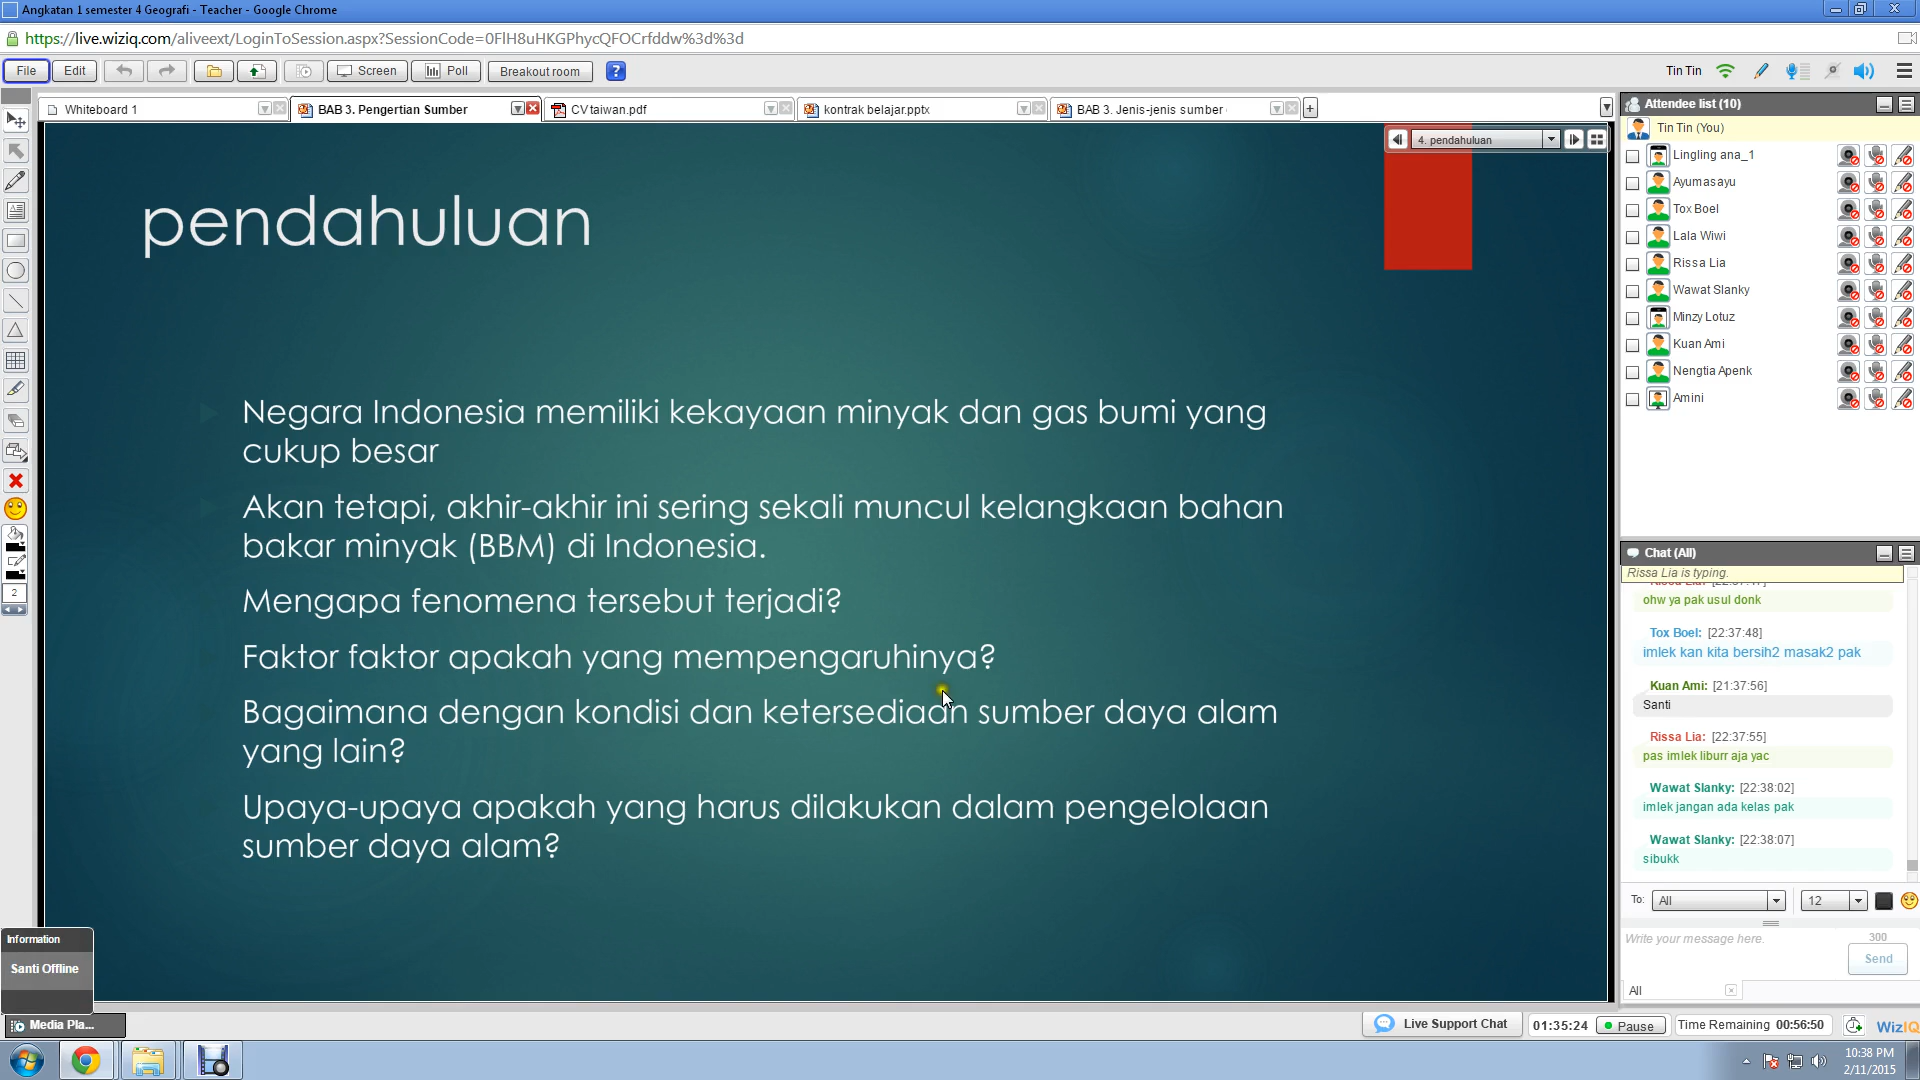 Angkatan 1 semester 4 Geografi - Teacher - Google Chrome
https://live.wiziq.com/aliveext/LoginToSession.aspx?SessionCode=0FlH8uHKGPhycQFOCrfddw%3d%3d
File Edit Screen Poll Breakout room ? Tin Tin
Whiteboard 1 BAB 3. Pengertian Sumber CV taiwan.pdf kontrak belajar.pptx BAB 3. Jenis-jenis sumber
4. pendahuluan
pendahuluan
Negara Indonesia memiliki kekayaan minyak dan gas bumi yang
cukup besar
Akan tetapi, akhir-akhir ini sering sekali muncul kelangkaan bahan
bakar minyak (BBM) di Indonesia.
Mengapa fenomena tersebut terjadi?
Faktor faktor apakah yang mempengaruhinya?
Bagaimana dengan kondisi dan ketersediaan sumber daya alam
yang lain?
Upaya-upaya apakah yang harus dilakukan dalam pengelolaan
sumber daya alam?
2
Information
Santi Offline
Media Pla...
Attendee list (10)
Tin Tin (You)
Lingling ana_1
Ayumasayu
Tox Boel
Lala Wiwi
Rissa Lia
Wawat Slanky
Minzy Lotuz
Kuan Ami
Nengtia Apenk
Amini
Chat (All)
Rissa Lia is typing.
ohw ya pak usul donk
Tox Boel: [22:37:48]
imlek kan kita bersih2 masak2 pak
Kuan Ami: [21:37:56]
Santi
Rissa Lia: [22:37:55]
pas imlek liburr aja yac
Wawat Slanky: [22:38:02]
imlek jangan ada kelas pak
Wawat Slanky: [22:38:07]
sibukk
To: All 12
Write your message here. 300
Send
All
Live Support Chat 01:35:24 Pause Time Remaining 00:56:50 WizIQ
10:38 PM
2/11/2015